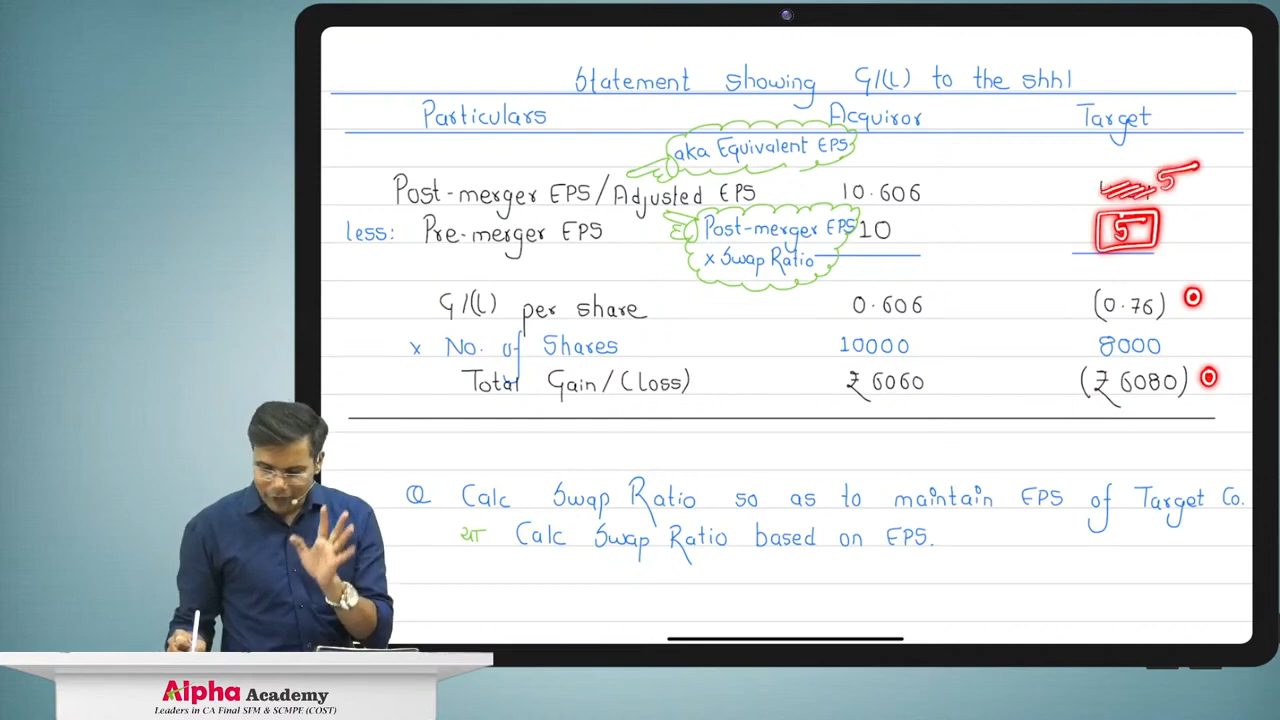 Statement showing G/(L) to the shhl
Particulars Acquiror Target
aka Equivalent EPS
Post-merger EPS/Adjusted EPS 10.606 5
less: Pre-merger EPS 10 5
Post-merger EPS
x Swap Ratio
G/(L) per share 0.606 (0.76) 0
x No. of Shares 10000 8000
Total Gain/(Loss) ₹6060 (₹6080) 0
Q Calc Swap Ratio so as to maintain EPS of Target Co.
या Calc Swap Ratio based on EPS.
Alpha Academy
Leaders in CA Final SFM & SCMPE (COST)